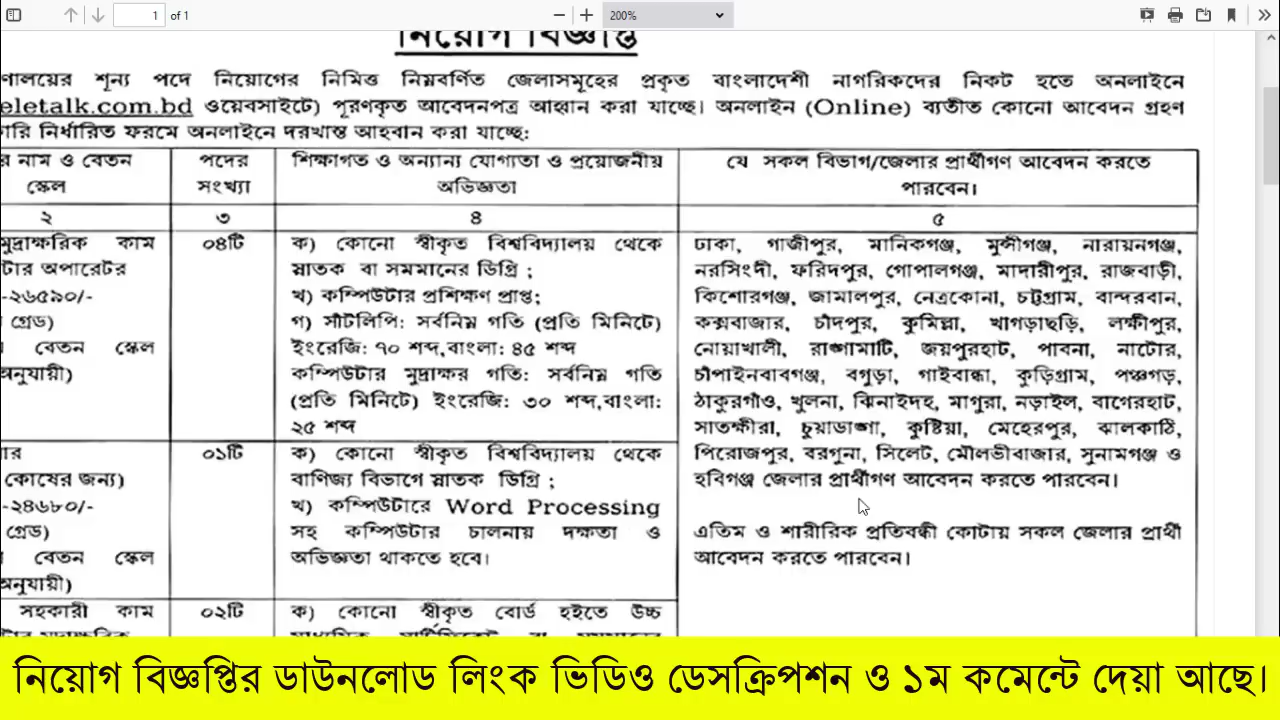 1 of 1 200%
নিয়োগ বিজ্ঞপ্তি
ণালয়ের শূন্য পদে নিয়োগের নিমিত্ত নিম্নবর্ণিত জেলাসমূহের প্রকৃত বাংলাদেশী নাগরিকদের নিকট হতে অনলাইনে
eletalk.com.bd ওয়েবসাইটে) পূরণকৃত আবেদনপত্র আহ্বান করা যাচ্ছে। অনলাইন (Online) ব্যতীত কোনো আবেদন গ্রহণ
কারি নির্ধারিত ফরমে অনলাইনে দরখাস্ত আহবান করা যাচ্ছে:
র নাম ও বেতন
স্কেল
পদের
সংখ্যা
শিক্ষাগত ও অন্যান্য যোগ্যতা ও প্রয়োজনীয়
অভিজ্ঞতা
যে সকল বিভাগ/জেলার প্রার্থীগণ আবেদন করতে
পারবেন।
২
৩
৪
৫
মুদ্রাক্ষরিক কাম
টার অপারেটর
-২৬৫৯০/-
গ্রেড)
বেতন স্কেল
অনুযায়ী)
০৪টি
ক) কোনো স্বীকৃত বিশ্ববিদ্যালয় থেকে
স্নাতক বা সমমানের ডিগ্রি ;
খ) কম্পিউটার প্রশিক্ষণ প্রাপ্ত;
গ) সাঁটলিপি: সর্বনিম্ন গতি (প্রতি মিনিটে)
ইংরেজি: ৭০ শব্দ,বাংলা: ৪৫ শব্দ
কম্পিউটার মুদ্রাক্ষর গতি: সর্বনিম্ন গতি
(প্রতি মিনিটে) ইংরেজি: ৩০ শব্দ,বাংলা:
২৫ শব্দ
ঢাকা, গাজীপুর, মানিকগঞ্জ, মুন্সীগঞ্জ, নারায়নগঞ্জ,
নরসিংদী, ফরিদপুর, গোপালগঞ্জ, মাদারীপুর, রাজবাড়ী,
কিশোরগঞ্জ, জামালপুর, নেত্রকোনা, চট্টগ্রাম, বান্দরবান,
কক্সবাজার, চাঁদপুর, কুমিল্লা, খাগড়াছড়ি, লক্ষীপুর,
নোয়াখালী, রাঙ্গামাটি, জয়পুরহাট, পাবনা, নাটোর,
চাঁপাইনবাবগঞ্জ, বগুড়া, গাইবান্ধা, কুড়িগ্রাম, পঞ্চগড়,
ঠাকুরগাঁও, খুলনা, ঝিনাইদহ, মাগুরা, নড়াইল, বাগেরহাট,
সাতক্ষীরা, চুয়াডাঙ্গা, কুষ্টিয়া, মেহেরপুর, ঝালকাঠি,
পিরোজপুর, বরগুনা, সিলেট, মৌলভীবাজার, সুনামগঞ্জ ও
হবিগঞ্জ জেলার প্রার্থীগণ আবেদন করতে পারবেন।
এতিম ও শারীরিক প্রতিবন্ধী কোটায় সকল জেলার প্রার্থী
আবেদন করতে পারবেন।
ার
কোষের জন্য)
-২৪৬৮০/-
গ্রেড)
র বেতন স্কেল
অনুযায়ী)
০১টি
ক) কোনো স্বীকৃত বিশ্ববিদ্যালয় থেকে
বাণিজ্য বিভাগে স্নাতক ডিগ্রি ;
খ) কম্পিউটারে Word Processing
সহ কম্পিউটার চালনায় দক্ষতা ও
অভিজ্ঞতা থাকতে হবে।
সহকারী কাম
টার মুদ্রাক্ষরিক
০২টি
ক) কোনো স্বীকৃত বোর্ড হইতে উচ্চ
মাধ্যমিক সার্টিফিকেট বা সমমানের
নিয়োগ বিজ্ঞপ্তির ডাউনলোড লিংক ভিডিও ডেসক্রিপশন ও ১ম কমেন্টে দেয়া আছে।